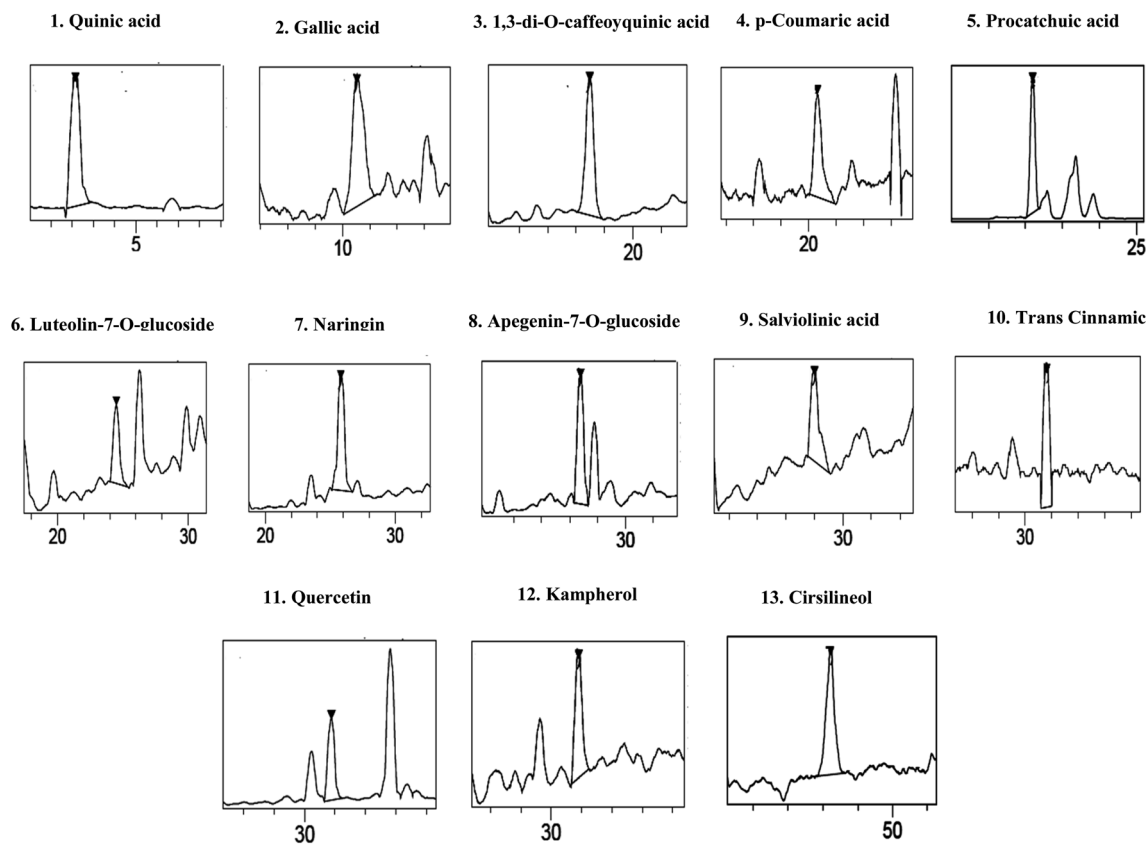 1. Quinic acid
2. Gallic acid
3. 1,3-di-O-caffeoyquinic acid
4. p-Coumaric acid
5. Procatchuic acid
5
10
20
20
25
6. Luteolin-7-O-glucoside
7. Naringin
8. Apegenin-7-O-glucoside
9. Salviolinic acid
10. Trans Cinnamic
20 30
20 30
30
30
30
11. Quercetin
12. Kampherol
13. Cirsilineol
30
30
50